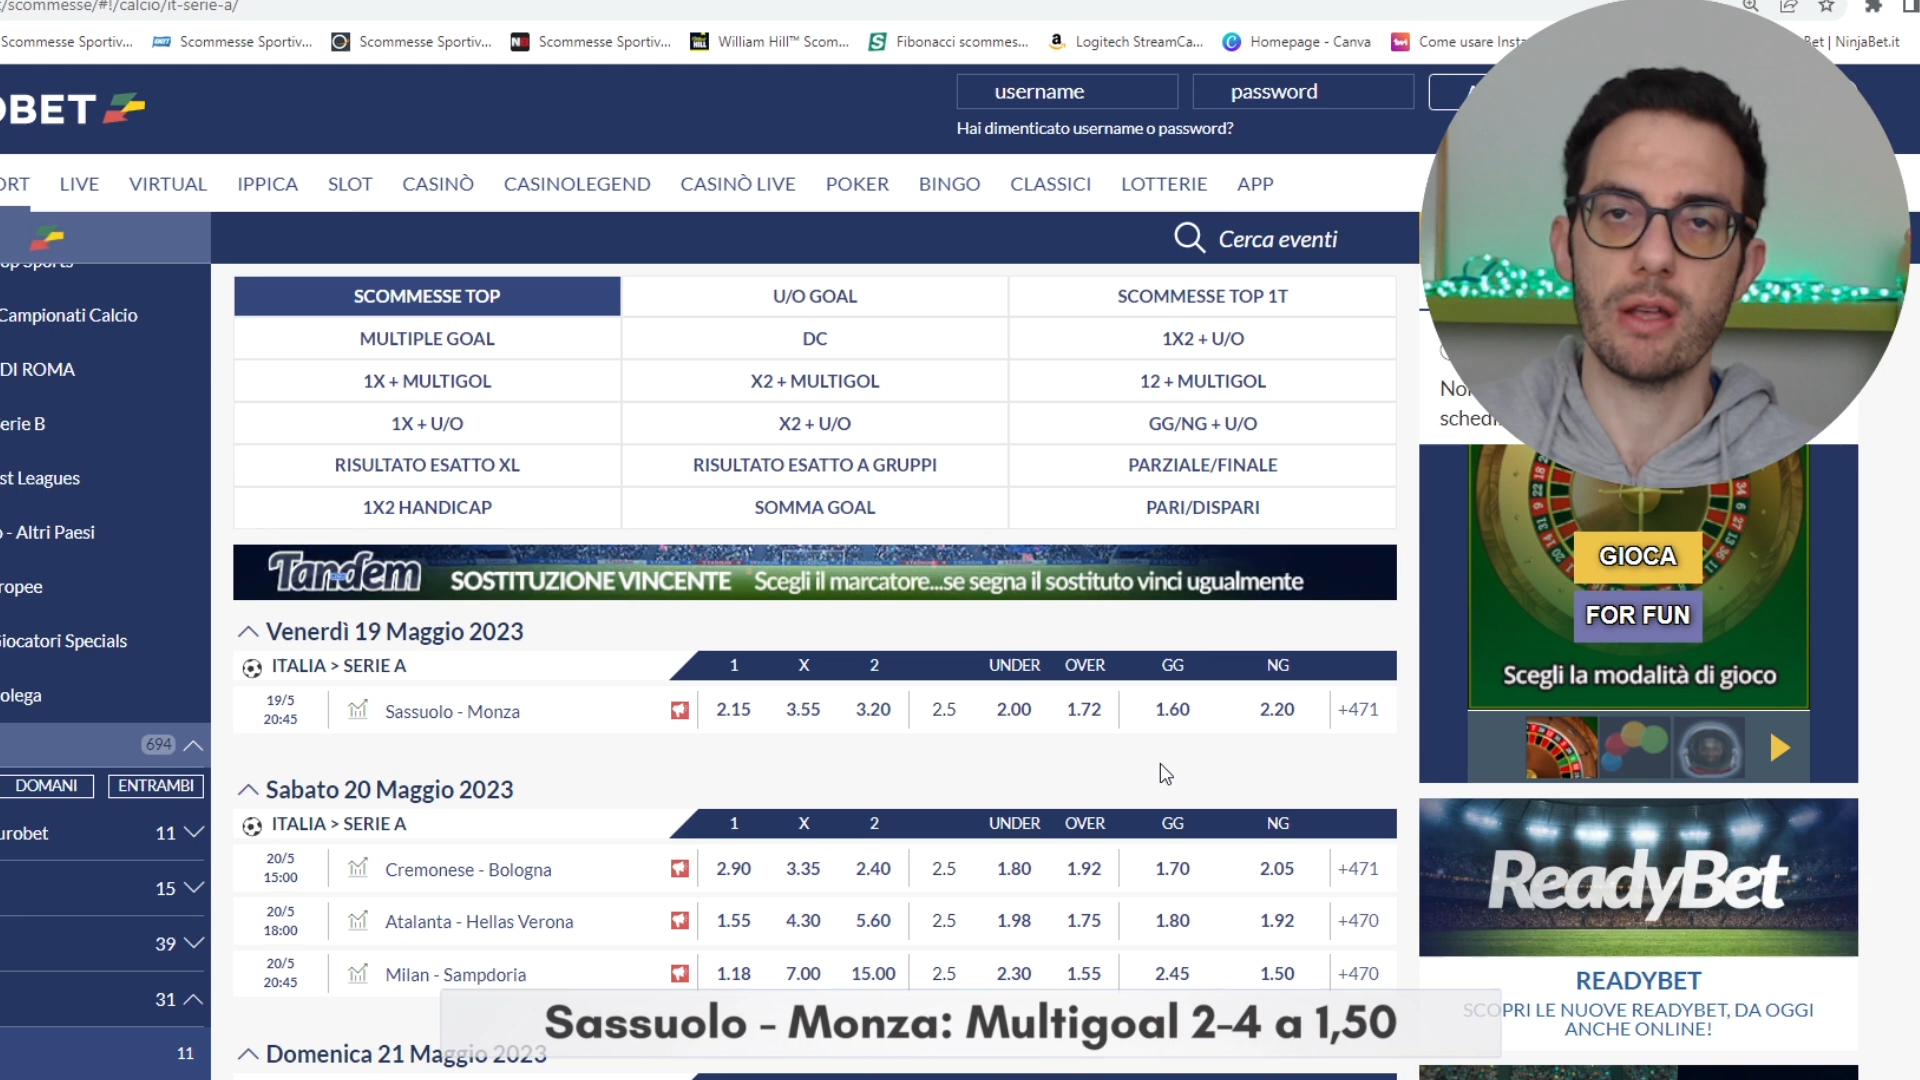 /scommesse/#!/calcio/it-serie-a/
Scommesse Sportiv... Scommesse Sportiv... Scommesse Sportiv... Scommesse Sportiv... William Hill™ Scom... Fibonacci scommes... Logitech StreamCa... Homepage - Canva Come usare Insta Bet | NinjaBet.it
OBET
username password
Hai dimenticato username o password?
ORT LIVE VIRTUAL IPPICA SLOT CASINÒ CASINOLEGEND CASINÒ LIVE POKER BINGO CLASSICI LOTTERIE APP
Cerca eventi
op Sports
Campionati Calcio
DI ROMA
erie B
st Leagues
o - Altri Paesi
ropee
Giocatori Specials
olega
694
DOMANI ENTRAMBI
urobet 11
15
39
31
11
SCOMMESSE TOP U/O GOAL SCOMMESSE TOP 1T
MULTIPLE GOAL DC 1X2 + U/O
1X + MULTIGOL X2 + MULTIGOL 12 + MULTIGOL
1X + U/O X2 + U/O GG/NG + U/O
RISULTATO ESATTO XL RISULTATO ESATTO A GRUPPI PARZIALE/FINALE
1X2 HANDICAP SOMMA GOAL PARI/DISPARI
Tandem SOSTITUZIONE VINCENTE Scegli il marcatore...se segna il sostituto vinci ugualmente
Venerdì 19 Maggio 2023
ITALIA > SERIE A 1 X 2 UNDER OVER GG NG
19/5
20:45
Sassuolo - Monza 2.15 3.55 3.20 2.5 2.00 1.72 1.60 2.20 +471
Sabato 20 Maggio 2023
ITALIA > SERIE A 1 X 2 UNDER OVER GG NG
20/5
15:00
Cremonese - Bologna 2.90 3.35 2.40 2.5 1.80 1.92 1.70 2.05 +471
20/5
18:00
Atalanta - Hellas Verona 1.55 4.30 5.60 2.5 1.98 1.75 1.80 1.92 +470
20/5
20:45
Milan - Sampdoria 1.18 7.00 15.00 2.5 2.30 1.55 2.45 1.50 +470
Sassuolo - Monza: Multigoal 2-4 a 1,50
Domenica 21 Maggio 2023
sched
GIOCA
FOR FUN
Scegli la modalità di gioco
ReadyBet
READYBET
SCOPRI LE NUOVE READYBET, DA OGGI
ANCHE ONLINE!